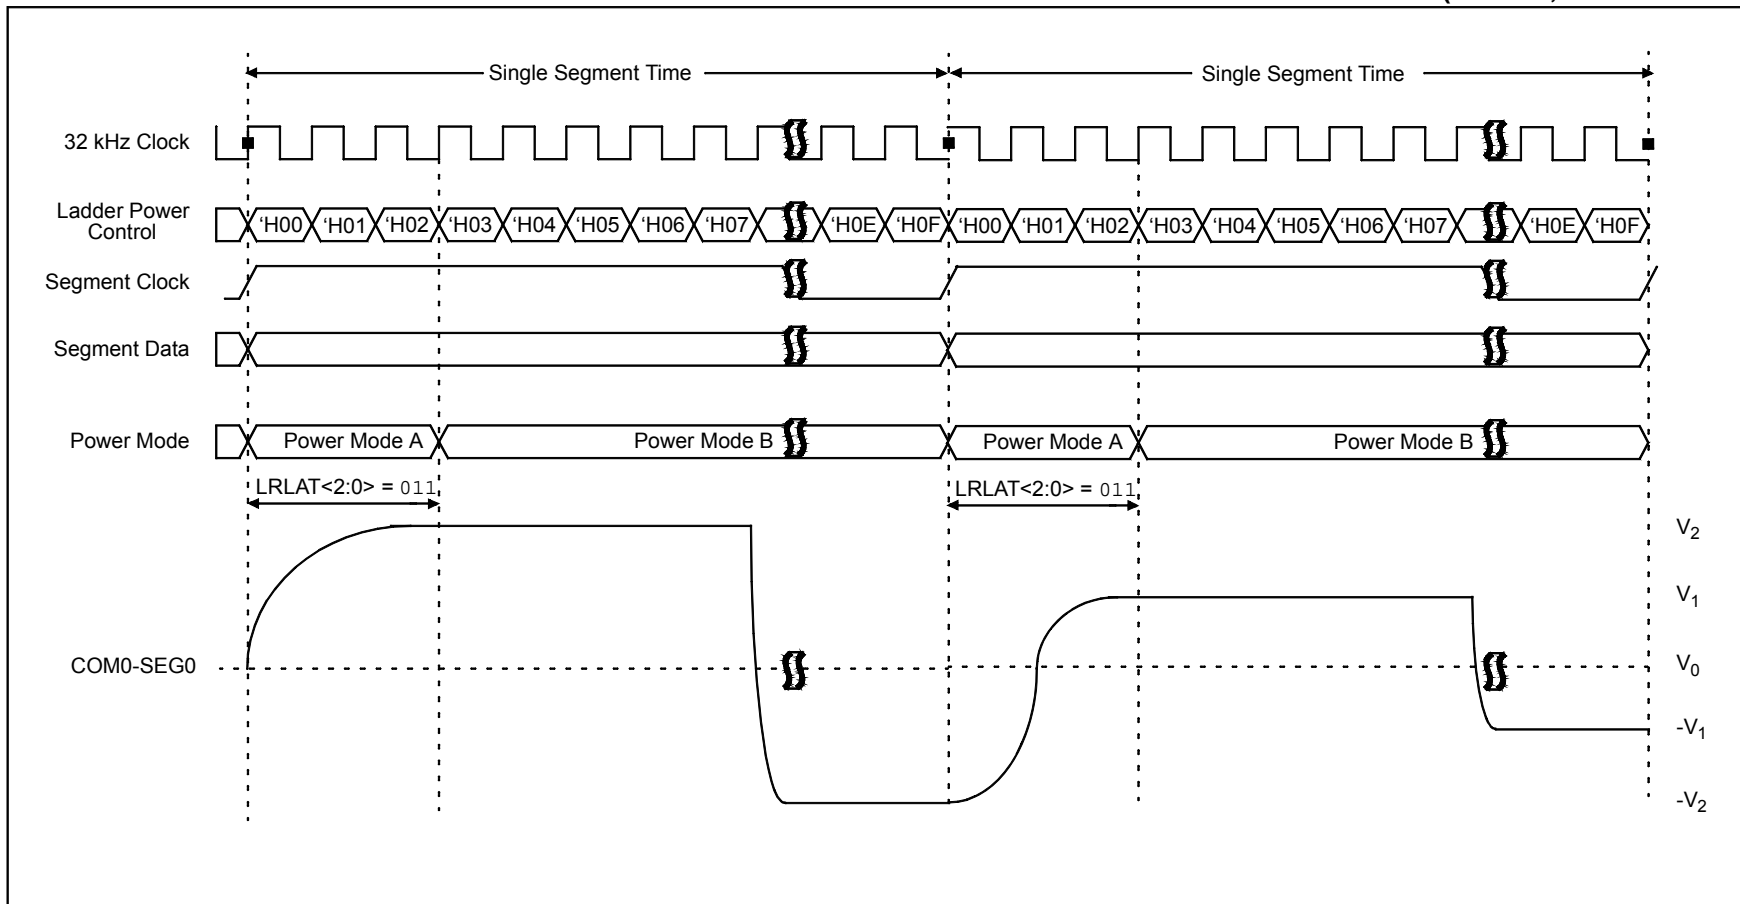 Single Segment Time Single Segment Time
32 kHz Clock
Ladder Power
Control
‘H00 ‘H01 ‘H02 ‘H03 ‘H04 ‘H05 ‘H06 ‘H07 ‘H0E ‘H0F ‘H00 ‘H01 ‘H02 ‘H03 ‘H04 ‘H05 ‘H06 ‘H07 ‘H0E ‘H0F
Segment Clock
Segment Data
Power Mode Power Mode A Power Mode B Power Mode A Power Mode B
LRLAT<2:0> = 011 LRLAT<2:0> = 011
V2
V1
COM0-SEG0 V0
-V1
-V2